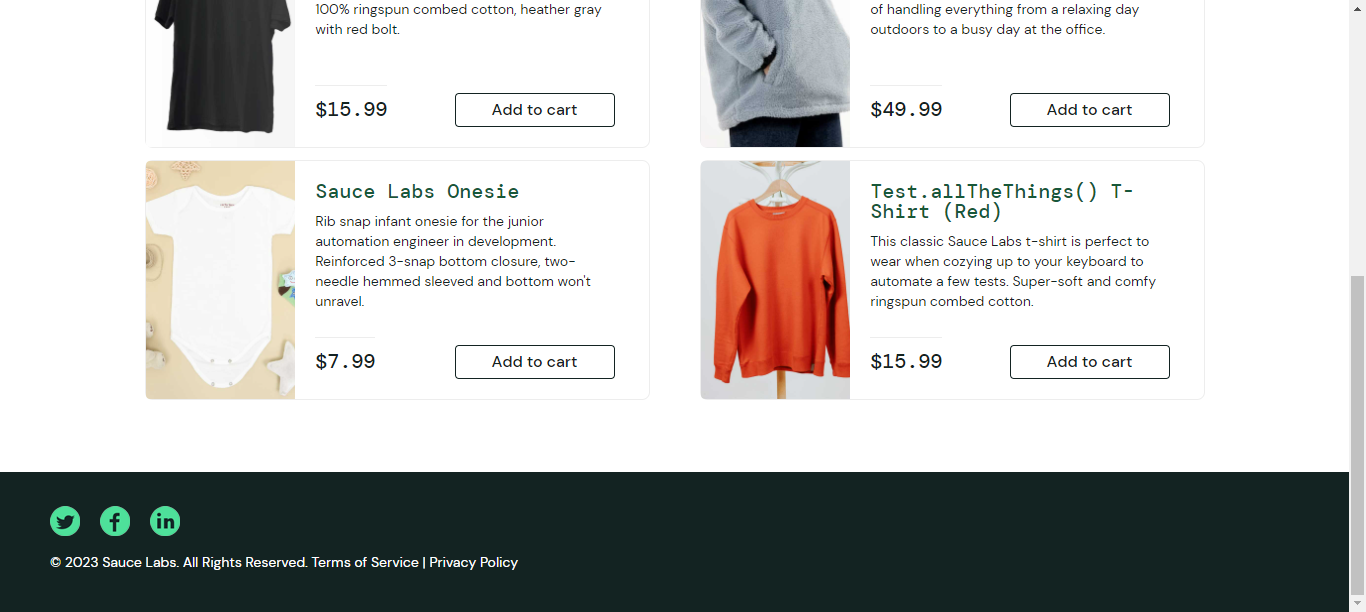 100% ringspun combed cotton, heather gray
with red bolt.
$15.99
Add to cart
of handling everything from a relaxing day
outdoors to a busy day at the office.
$49.99
Add to cart
Sauce Labs Onesie
Rib snap infant onesie for the junior
automation engineer in development.
Reinforced 3-snap bottom closure, two-
needle hemmed sleeved and bottom won't
unravel.
$7.99
Add to cart
Test.allTheThings() T-
Shirt (Red)
This classic Sauce Labs t-shirt is perfect to
wear when cozying up to your keyboard to
automate a few tests. Super-soft and comfy
ringspun combed cotton.
$15.99
Add to cart
© 2023 Sauce Labs. All Rights Reserved. Terms of Service | Privacy Policy